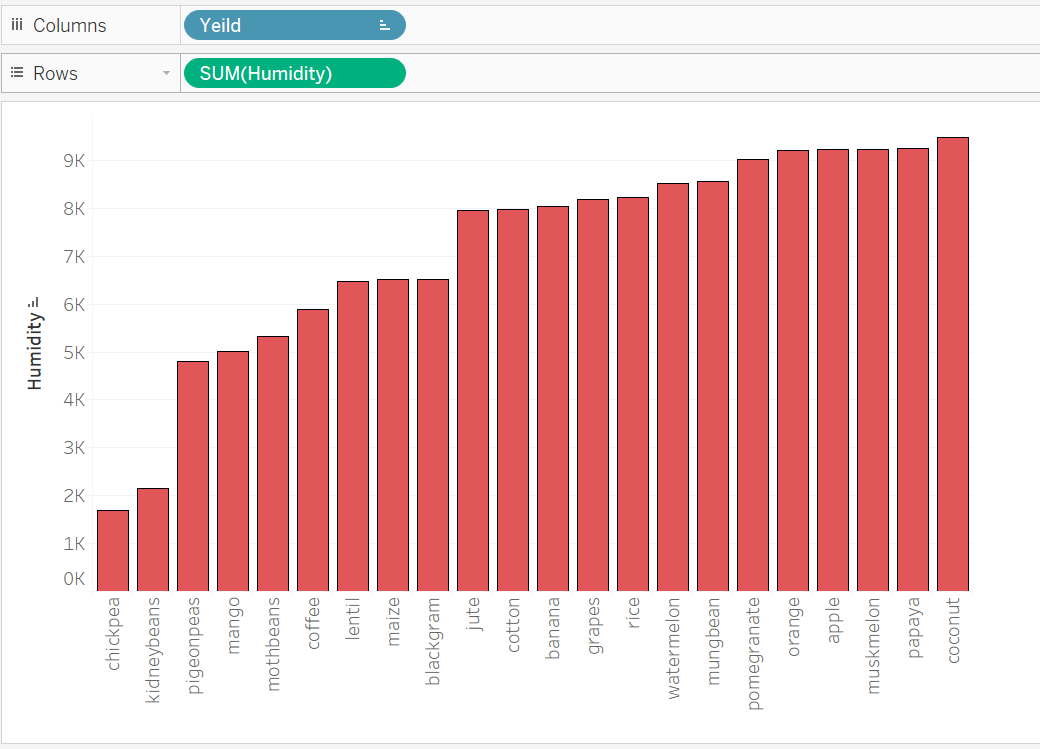 Columns
Yeild
Rows
SUM(Humidity)
Humidity
9K
8K
7K
6K
5K
4K
3K
2K
1K
0K
chickpea
kidneybeans
pigeonpeas
mango
mothbeans
coffee
lentil
maize
blackgram
jute
cotton
banana
grapes
rice
watermelon
mungbean
pomegranate
orange
apple
muskmelon
papaya
coconut